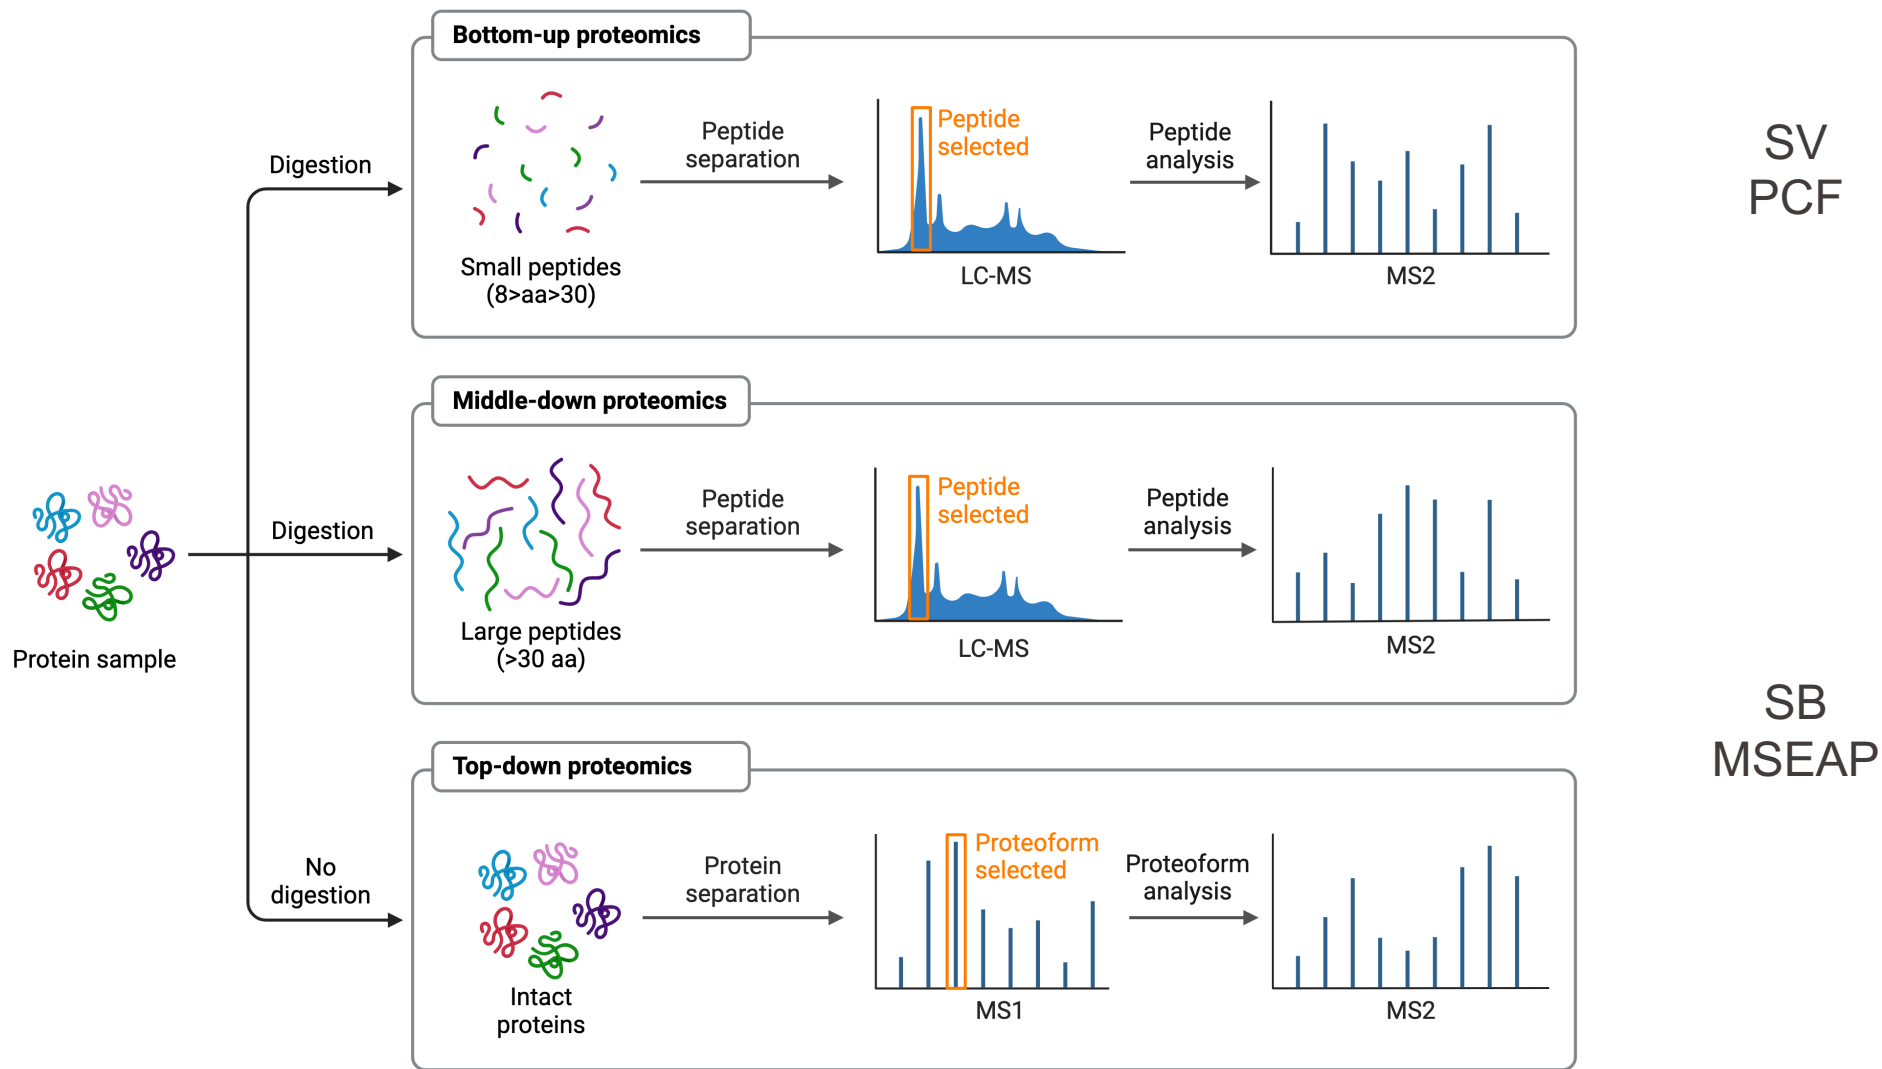 Bottom-up proteomics
Digestion
Small peptides
(8>aa>30)
Peptide
separation
Peptide
selected
LC-MS
Peptide
analysis
MS2
SV
PCF
Middle-down proteomics
Protein sample
Digestion
Large peptides
(>30 aa)
Peptide
separation
Peptide
selected
LC-MS
Peptide
analysis
MS2
SB
MSEAP
Top-down proteomics
No
digestion
Intact
proteins
Protein
separation
Proteoform
selected
MS1
Proteoform
analysis
MS2